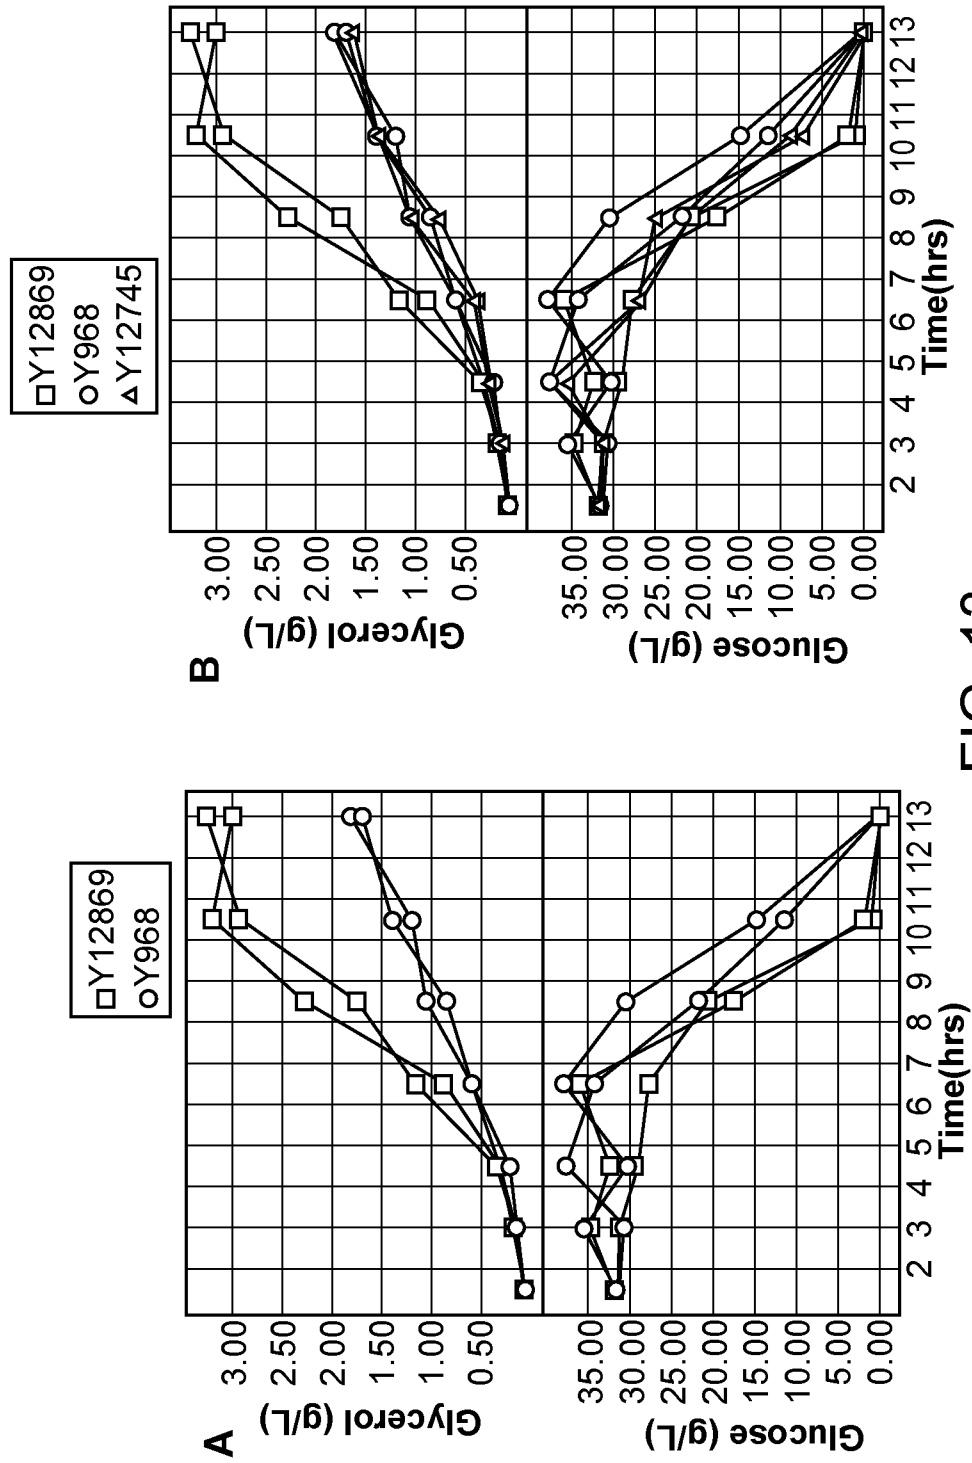 A
□Y12869
○Y968
Glycerol (g/L)
3.00
2.50
2.00
1.50
1.00
0.50
Glucose (g/L)
35.00
30.00
25.00
20.00
15.00
10.00
5.00
0.00
2 3 4 5 6 7 8 9 10 11 12 13
Time(hrs)
B
□Y12869
○Y968
△Y12745
Glycerol (g/L)
3.00
2.50
2.00
1.50
1.00
0.50
Glucose (g/L)
35.00
30.00
25.00
20.00
15.00
10.00
5.00
0.00
2 3 4 5 6 7 8 9 10 11 12 13
Time(hrs)
FIG.